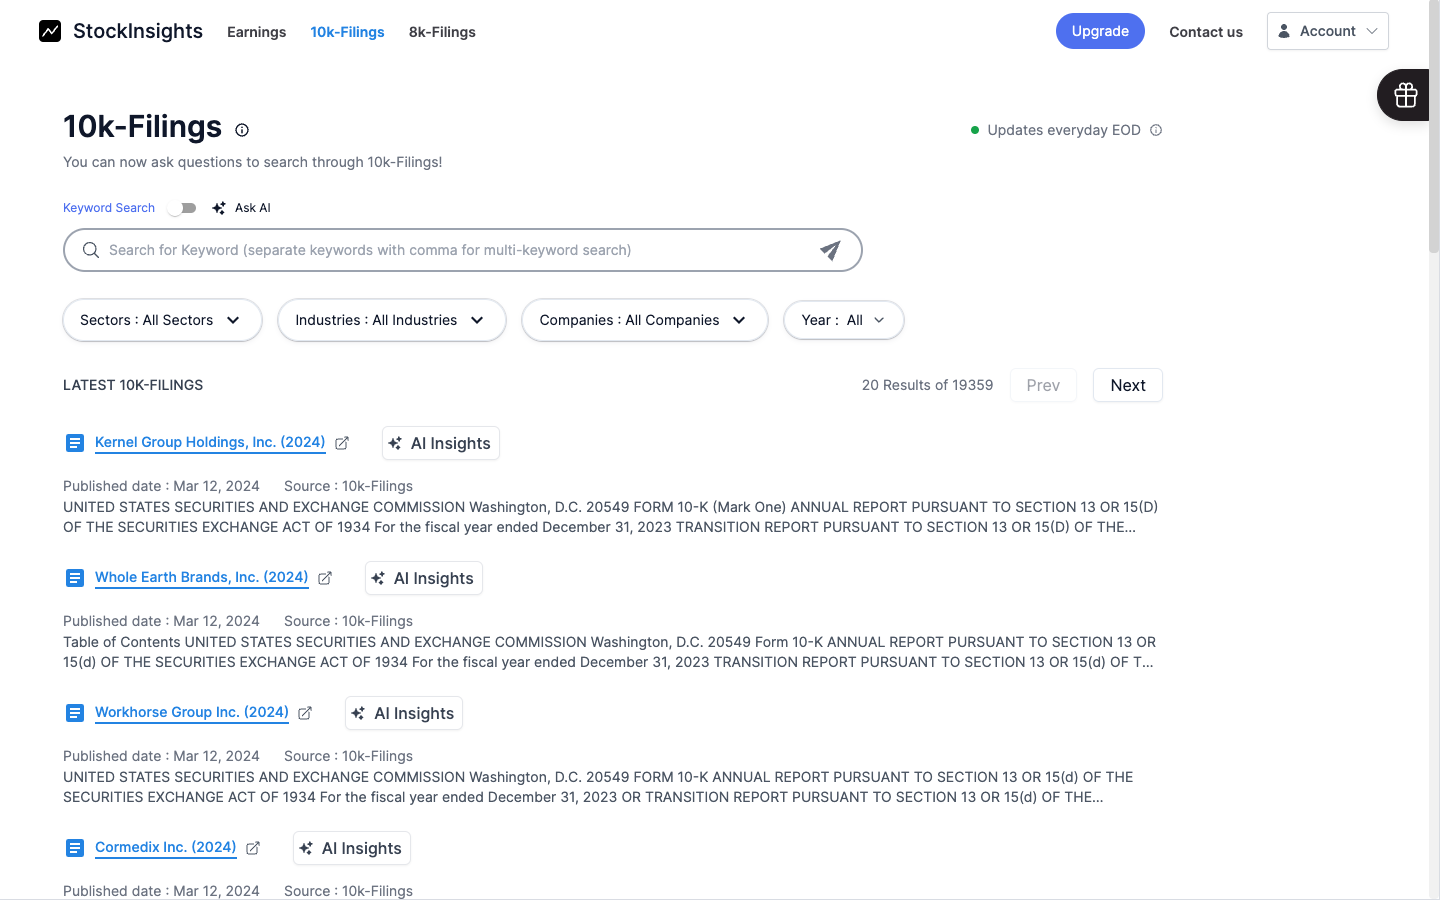 StockInsights
Earnings
10k-Filings
8k-Filings
Upgrade
Contact us
Account
10k-Filings
Updates everyday EOD
You can now ask questions to search through 10k-Filings!
Keyword Search
Ask AI
Search for Keyword (separate keywords with comma for multi-keyword search)
Sectors : All Sectors
Industries : All Industries
Companies : All Companies
Year : All
LATEST 10K-FILINGS
20 Results of 19359
Prev
Next
Kernel Group Holdings, Inc. (2024)
AI Insights
Published date : Mar 12, 2024 Source : 10k-Filings
UNITED STATES SECURITIES AND EXCHANGE COMMISSION Washington, D.C. 20549 FORM 10-K (Mark One) ANNUAL REPORT PURSUANT TO SECTION 13 OR 15(D)
OF THE SECURITIES EXCHANGE ACT OF 1934 For the fiscal year ended December 31, 2023 TRANSITION REPORT PURSUANT TO SECTION 13 OR 15(D) OF THE...
Whole Earth Brands, Inc. (2024)
AI Insights
Published date : Mar 12, 2024 Source : 10k-Filings
Table of Contents UNITED STATES SECURITIES AND EXCHANGE COMMISSION Washington, D.C. 20549 Form 10-K ANNUAL REPORT PURSUANT TO SECTION 13 OR
15(d) OF THE SECURITIES EXCHANGE ACT OF 1934 For the fiscal year ended December 31, 2023 TRANSITION REPORT PURSUANT TO SECTION 13 OR 15(d) OF T...
Workhorse Group Inc. (2024)
AI Insights
Published date : Mar 12, 2024 Source : 10k-Filings
UNITED STATES SECURITIES AND EXCHANGE COMMISSION Washington, D.C. 20549 FORM 10-K ANNUAL REPORT PURSUANT TO SECTION 13 OR 15(d) OF THE
SECURITIES EXCHANGE ACT OF 1934 For the fiscal year ended December 31, 2023 OR TRANSITION REPORT PURSUANT TO SECTION 13 OR 15(d) OF THE...
Cormedix Inc. (2024)
AI Insights
Published date : Mar 12, 2024 Source : 10k-Filings